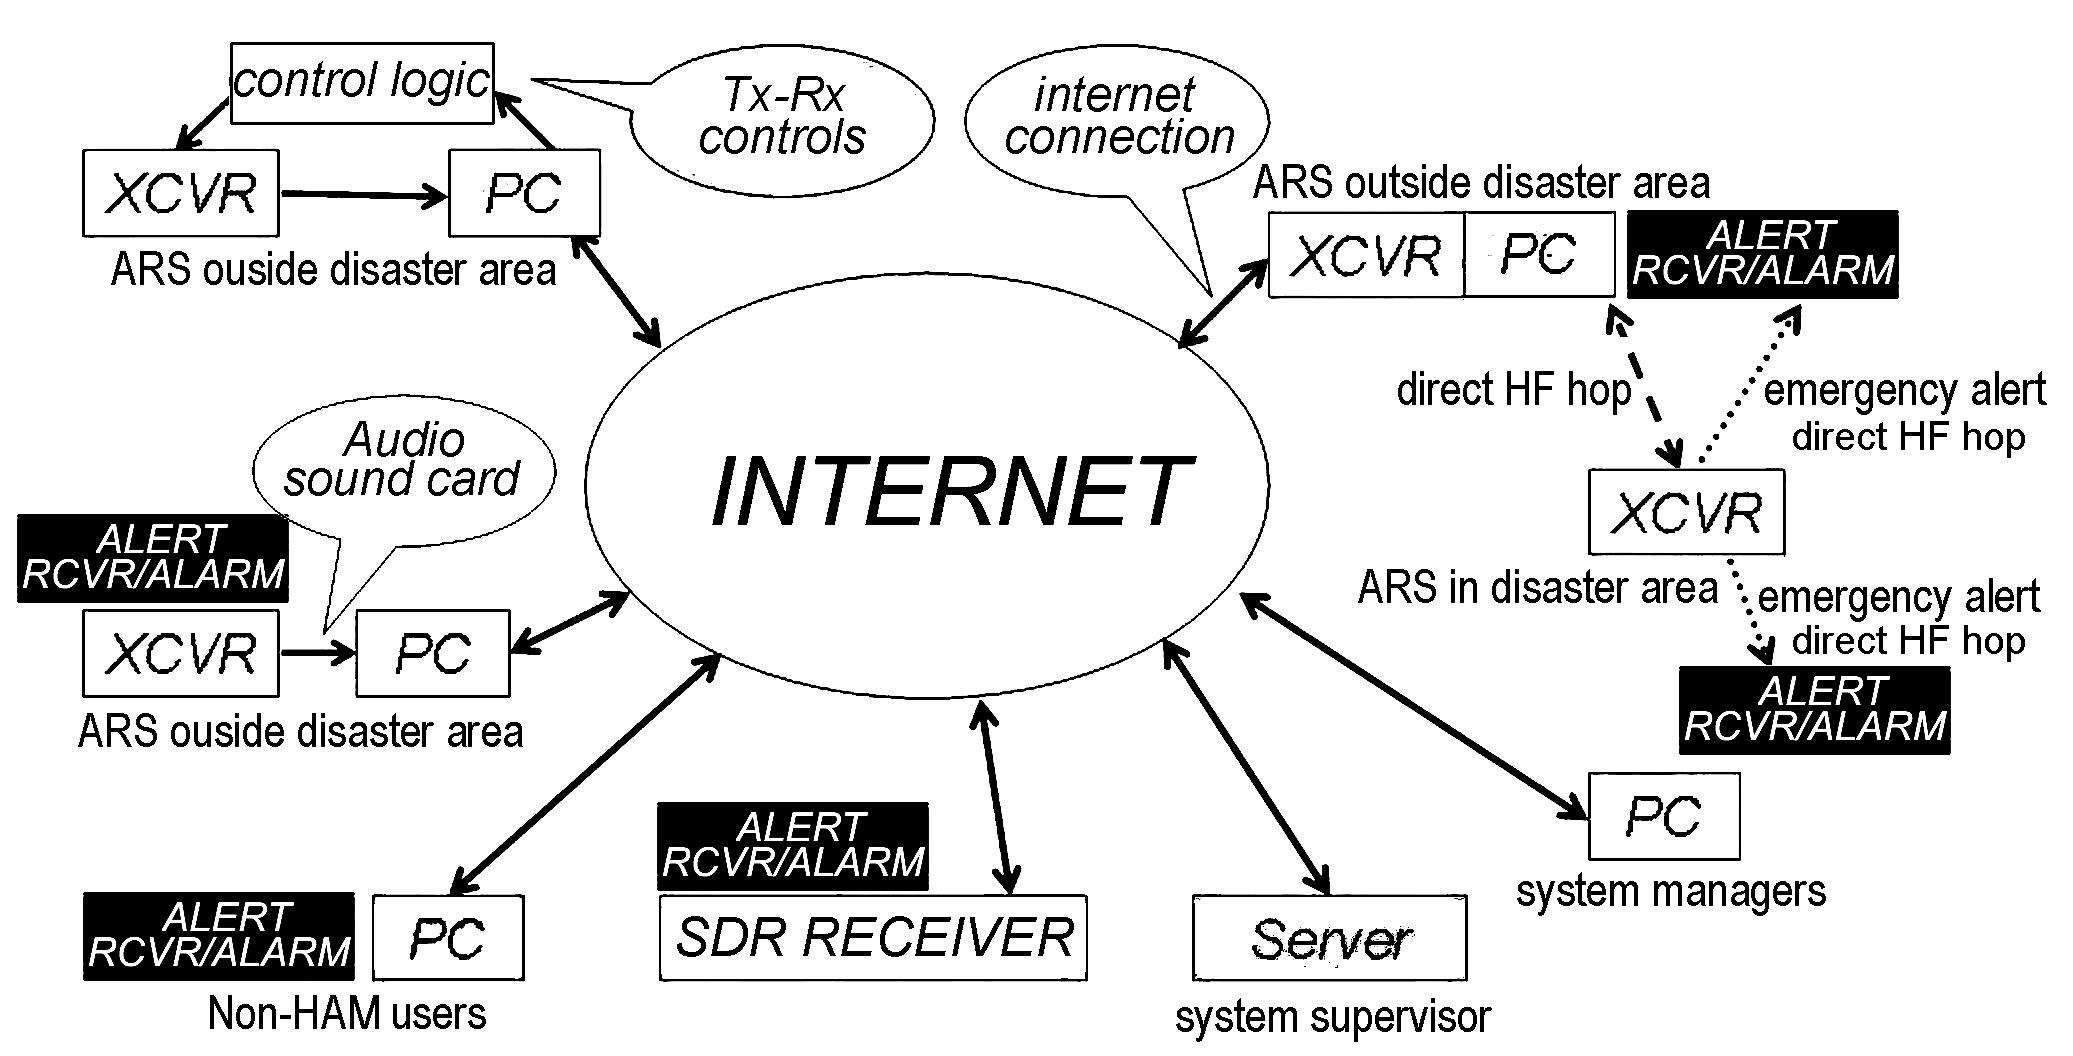 control logic
Tx-Rx
controls
internet
connection
XCVR
PC
ARS ouside disaster area
ARS outside disaster area
XCVR
PC
ALERT
RCVR/ALARM
direct HF hop
emergency alert
direct HF hop
XCVR
ARS in disaster area
emergency alert
direct HF hop
ALERT
RCVR/ALARM
INTERNET
Audio
sound card
ALERT
RCVR/ALARM
XCVR
PC
ARS ouside disaster area
ALERT
RCVR/ALARM
PC
Non-HAM users
ALERT
RCVR/ALARM
SDR RECEIVER
Server
system supervisor
PC
system managers